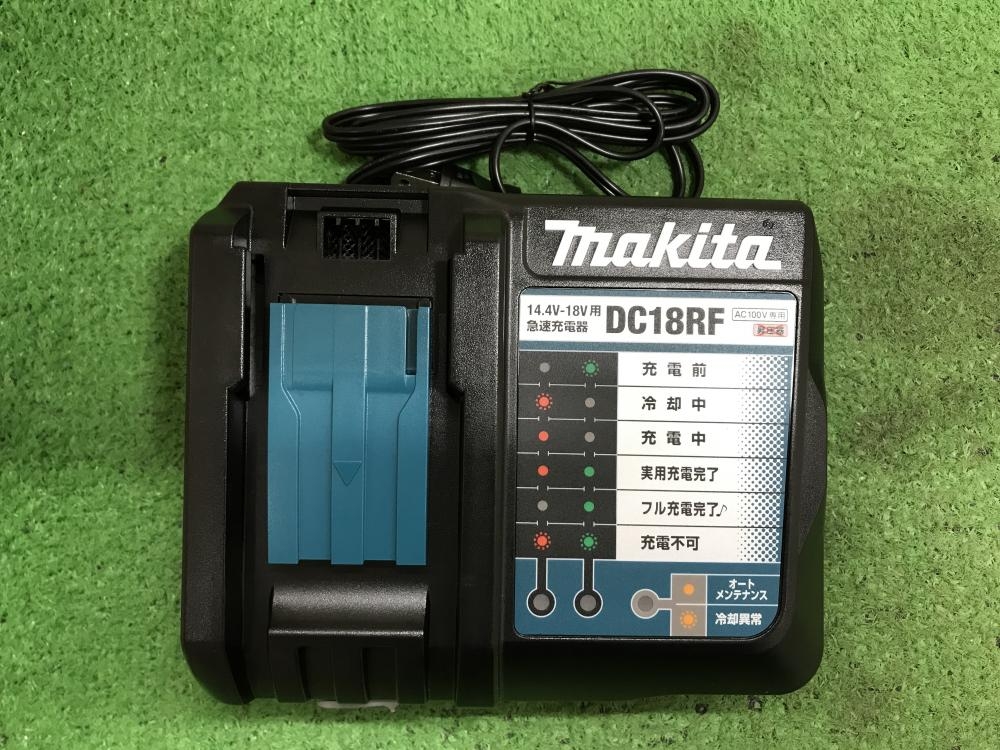 makita
14.4V-18V用
急速充電器
DC18RF
AC100V専用
昇圧器
充電前
冷却中
充電中
実用充電完了
フル充電完了♪
充電不可
オート
メンテナンス
冷却異常